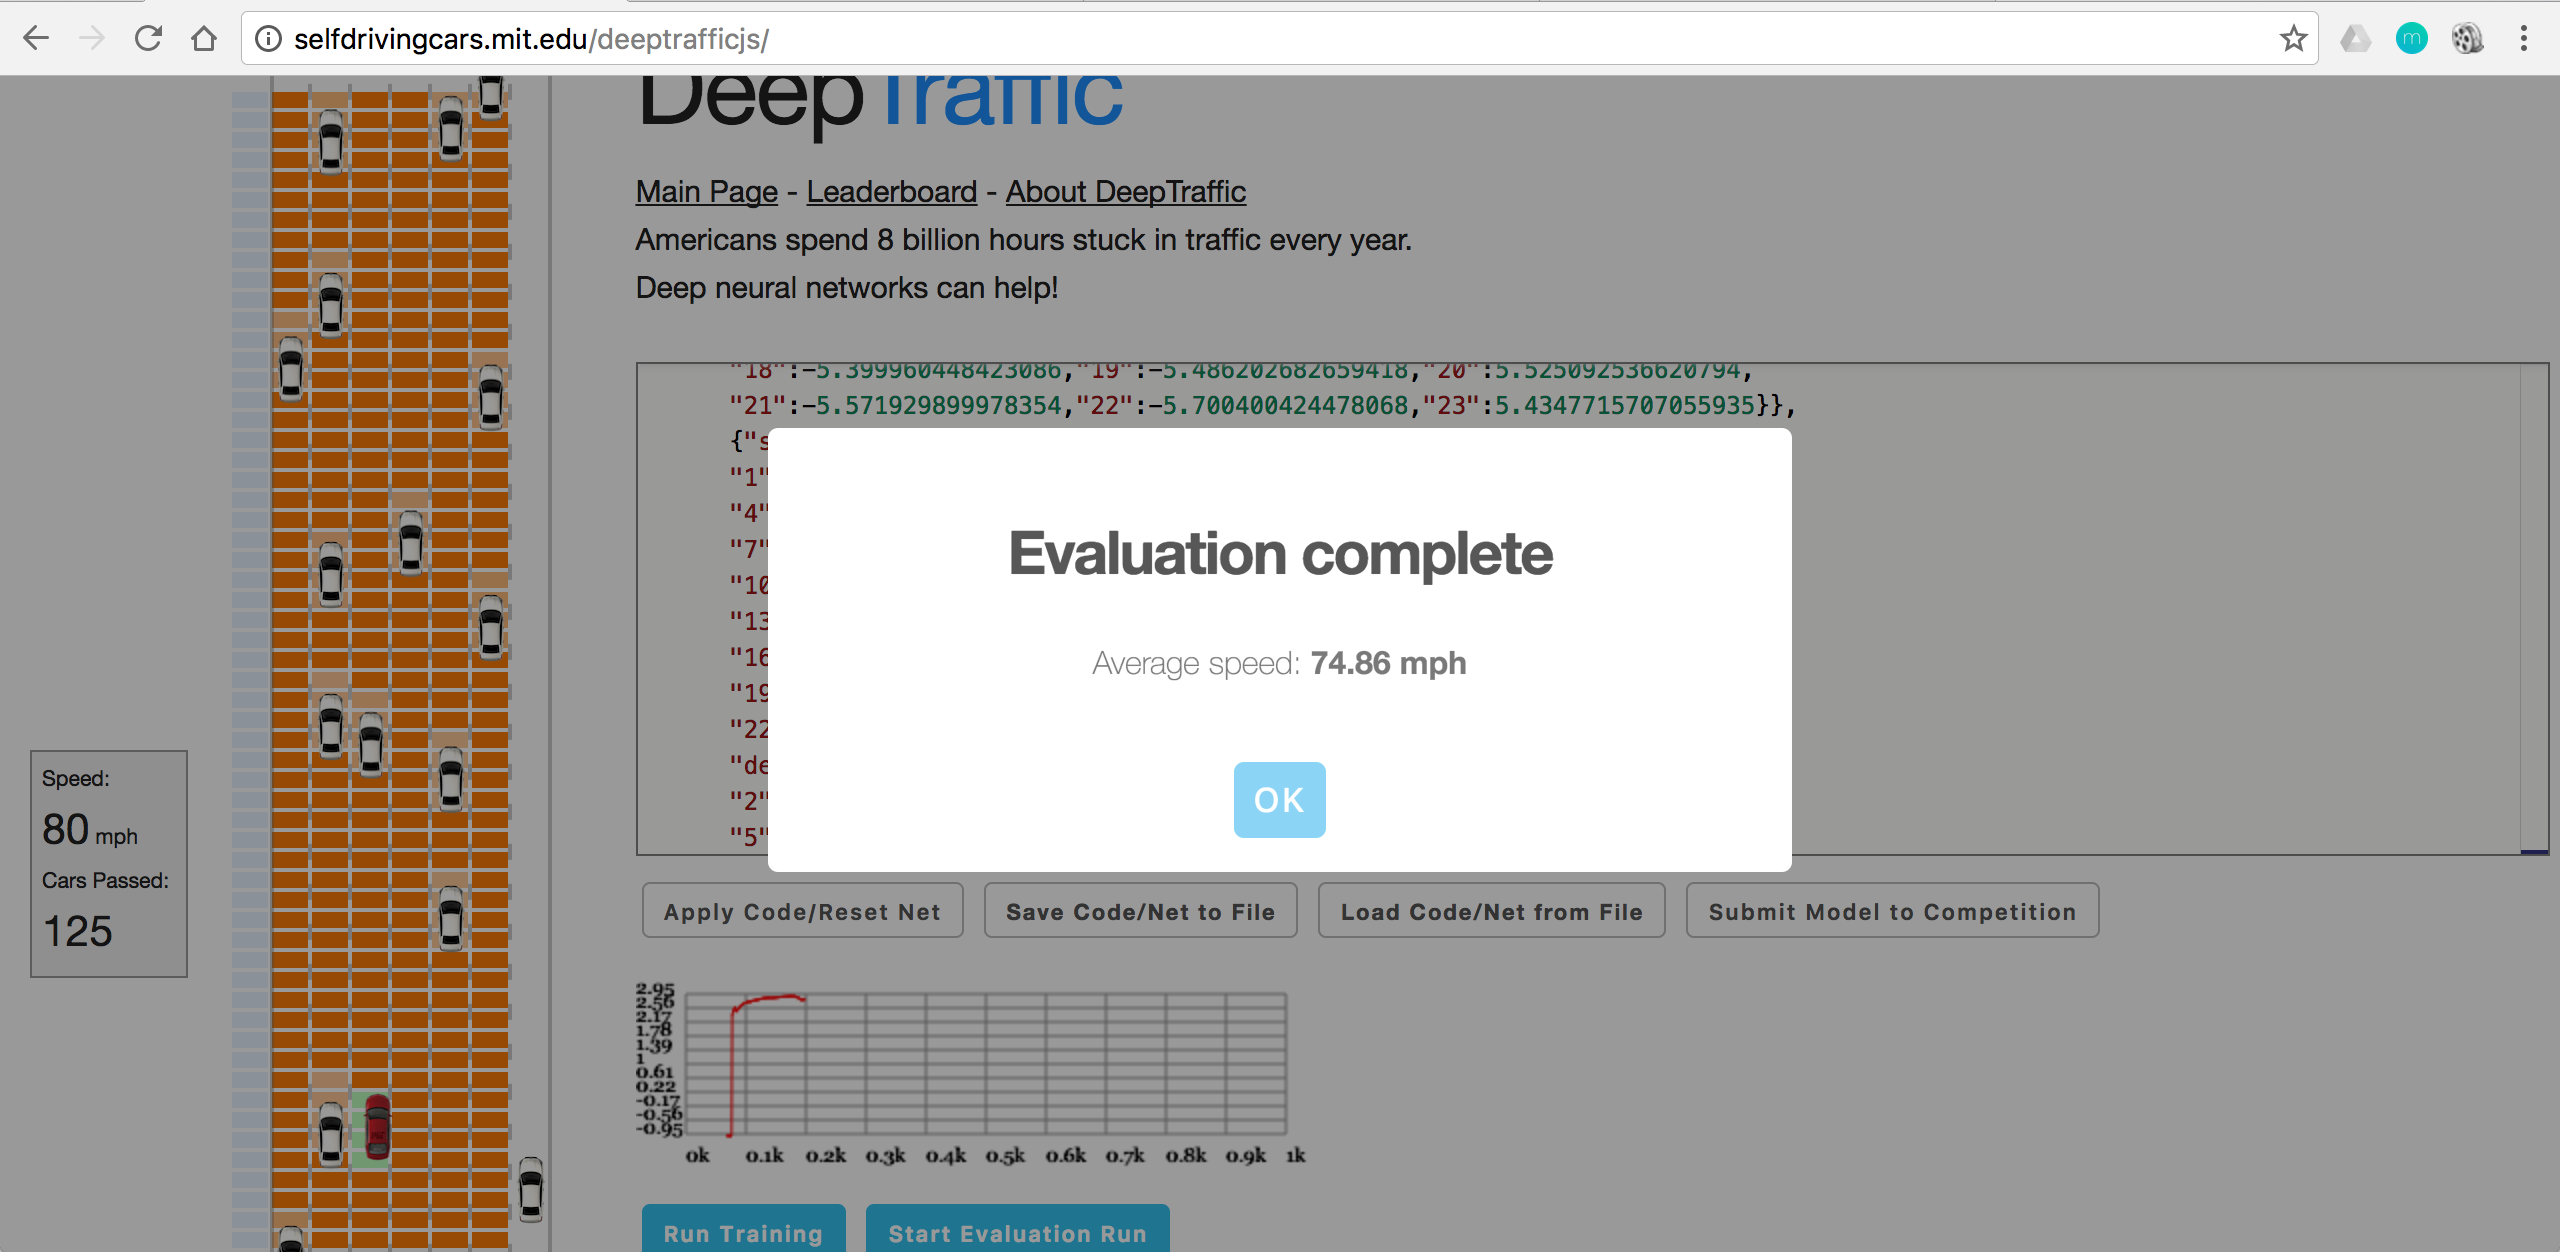 selfdrivingcars.mit.edu/deeptrafficjs/
m
DeepTraffic
Main Page - Leaderboard - About DeepTraffic
Americans spend 8 billion hours stuck in traffic every year.
Deep neural networks can help!
"18":-5.399960448423086,"19":-5.486202682659418,"20":5.525092536620794,
"21":-5.571929899978354,"22":-5.700400424478068,"23":5.4347715707055935}},
{"s
"1"
"4"
"7"
"10
"13
"16
"19
"22
"de
"2"
"5"
Evaluation complete
Average speed: 74.86 mph
OK
Speed:
80 mph
Cars Passed:
125
Apply Code/Reset Net
Save Code/Net to File
Load Code/Net from File
Submit Model to Competition
2.95
2.56
2.17
1.78
1.39
1
0.61
0.22
-0.17
-0.56
-0.95
0k 0.1k 0.2k 0.3k 0.4k 0.5k 0.6k 0.7k 0.8k 0.9k 1k
Run Training
Start Evaluation Run